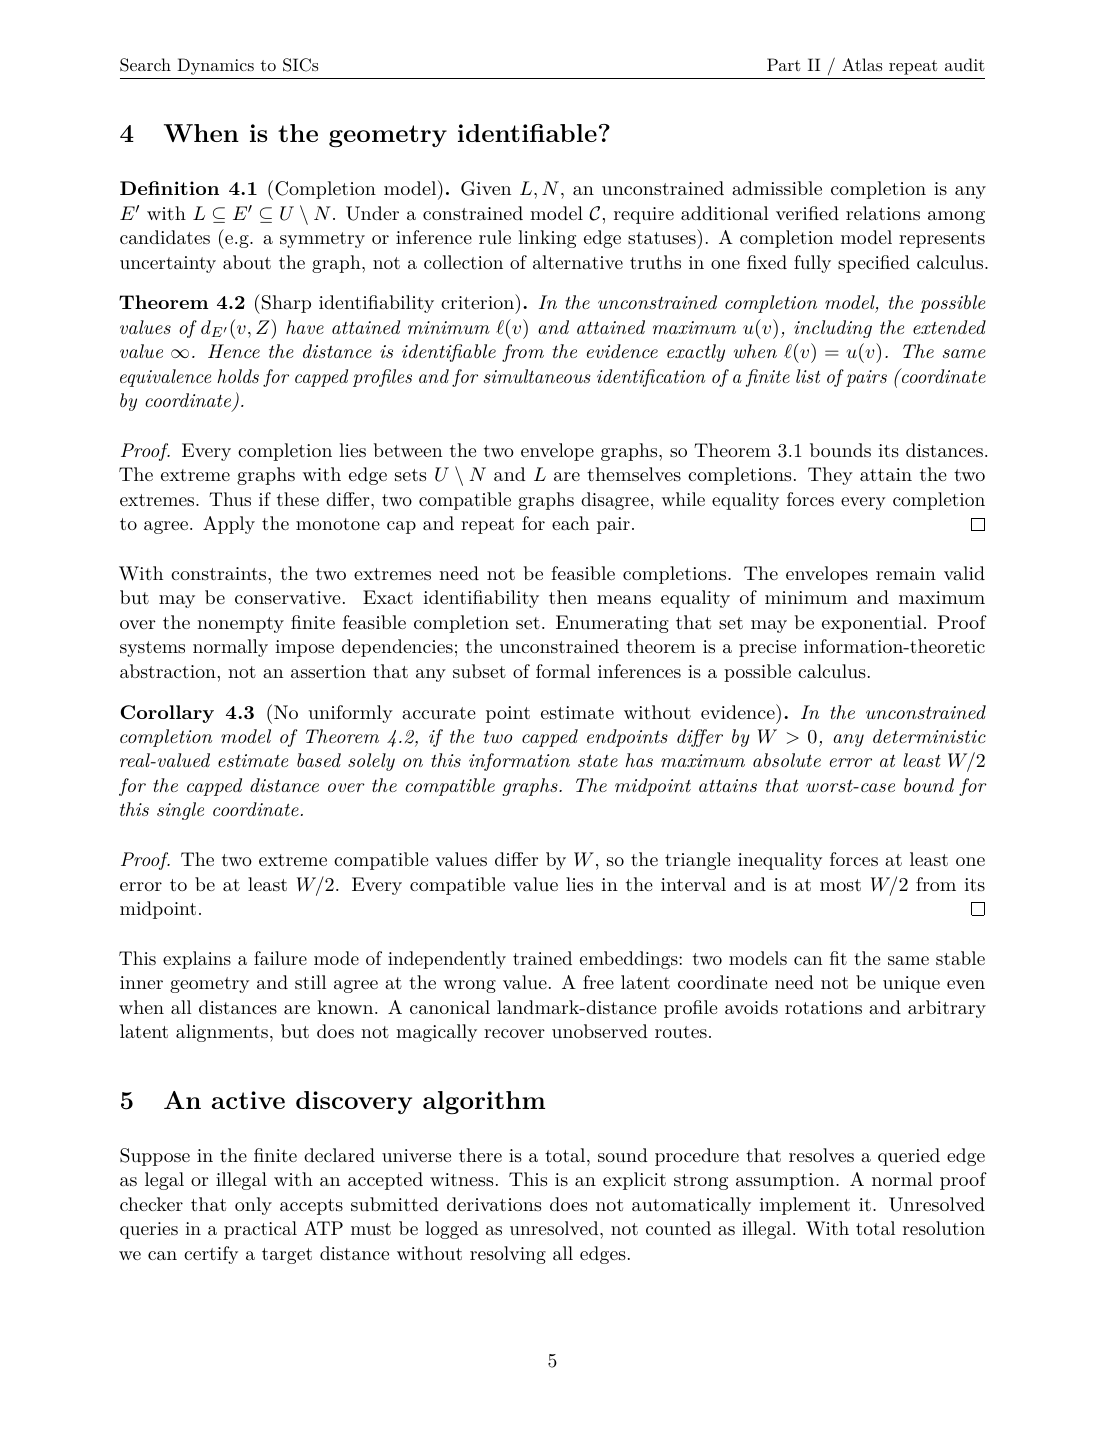 Search Dynamics to SICs Part II / Atlas repeat audit
4 When is the geometry identifiable?
Definition 4.1 (Completion model). Given L, N, an unconstrained admissible completion is any
E′ with L ⊆ E′ ⊆ U \ N. Under a constrained model C, require additional verified relations among
candidates (e.g. a symmetry or inference rule linking edge statuses). A completion model represents
uncertainty about the graph, not a collection of alternative truths in one fixed fully specified calculus.
Theorem 4.2 (Sharp identifiability criterion). In the unconstrained completion model, the possible
values of d_{E′}(v, Z) have attained minimum ℓ(v) and attained maximum u(v), including the extended
value ∞. Hence the distance is identifiable from the evidence exactly when ℓ(v) = u(v). The same
equivalence holds for capped profiles and for simultaneous identification of a finite list of pairs (coordinate
by coordinate).
Proof. Every completion lies between the two envelope graphs, so Theorem 3.1 bounds its distances.
The extreme graphs with edge sets U \ N and L are themselves completions. They attain the two
extremes. Thus if these differ, two compatible graphs disagree, while equality forces every completion
to agree. Apply the monotone cap and repeat for each pair. □
With constraints, the two extremes need not be feasible completions. The envelopes remain valid
but may be conservative. Exact identifiability then means equality of minimum and maximum
over the nonempty finite feasible completion set. Enumerating that set may be exponential. Proof
systems normally impose dependencies; the unconstrained theorem is a precise information-theoretic
abstraction, not an assertion that any subset of formal inferences is a possible calculus.
Corollary 4.3 (No uniformly accurate point estimate without evidence). In the unconstrained
completion model of Theorem 4.2, if the two capped endpoints differ by W > 0, any deterministic
real-valued estimate based solely on this information state has maximum absolute error at least W/2
for the capped distance over the compatible graphs. The midpoint attains that worst-case bound for
this single coordinate.
Proof. The two extreme compatible values differ by W, so the triangle inequality forces at least one
error to be at least W/2. Every compatible value lies in the interval and is at most W/2 from its
midpoint. □
This explains a failure mode of independently trained embeddings: two models can fit the same stable
inner geometry and still agree at the wrong value. A free latent coordinate need not be unique even
when all distances are known. A canonical landmark-distance profile avoids rotations and arbitrary
latent alignments, but does not magically recover unobserved routes.
5 An active discovery algorithm
Suppose in the finite declared universe there is a total, sound procedure that resolves a queried edge
as legal or illegal with an accepted witness. This is an explicit strong assumption. A normal proof
checker that only accepts submitted derivations does not automatically implement it. Unresolved
queries in a practical ATP must be logged as unresolved, not counted as illegal. With total resolution
we can certify a target distance without resolving all edges.
5